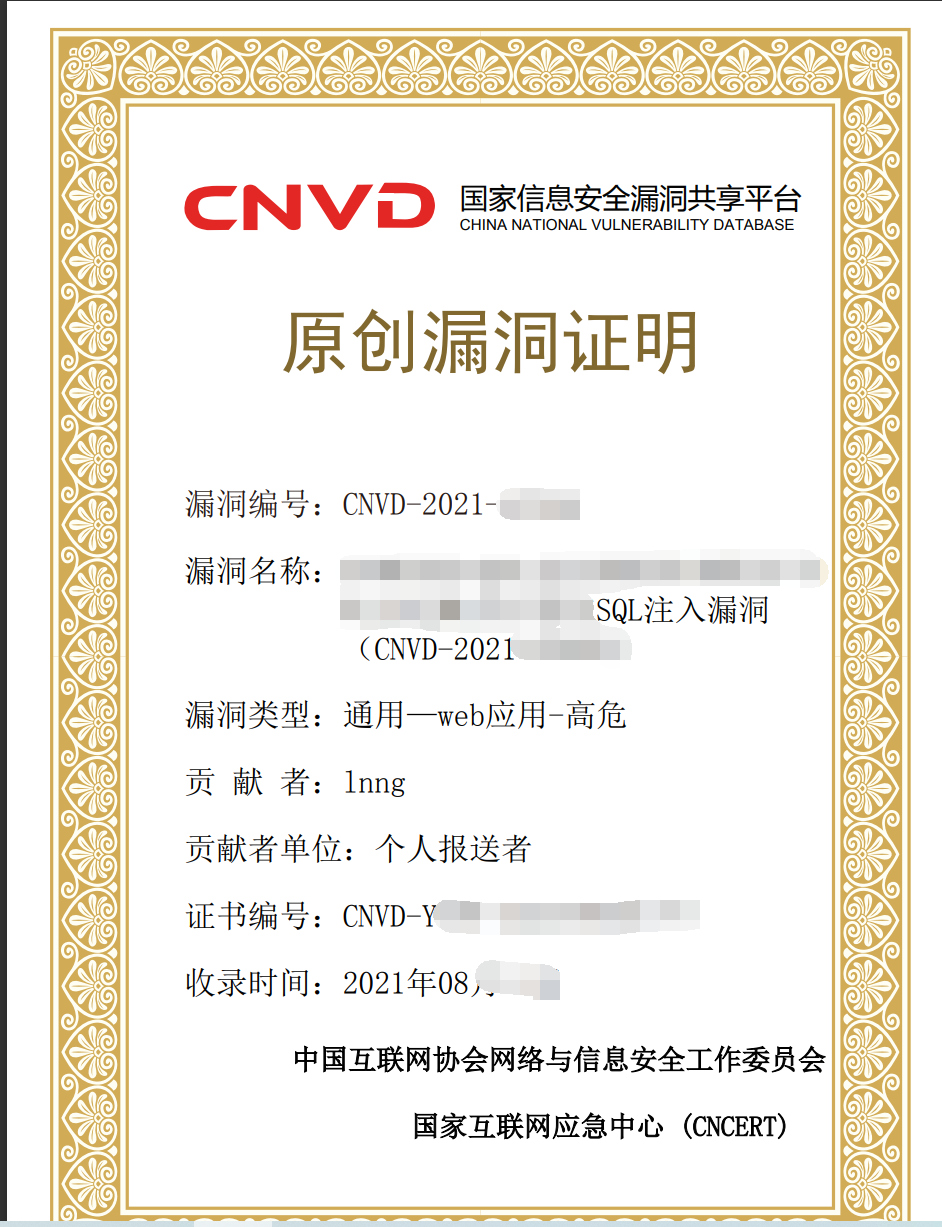 CNVD 国家信息安全漏洞共享平台
CHINA NATIONAL VULNERABILITY DATABASE
原创漏洞证明
漏洞编号：CNVD-2021-
漏洞名称：
SQL注入漏洞
（CNVD-2021
漏洞类型：通用—web应用-高危
贡 献 者：lnng
贡献者单位：个人报送者
证书编号：CNVD-Y
收录时间：2021年08月
中国互联网协会网络与信息安全工作委员会
国家互联网应急中心（CNCERT）